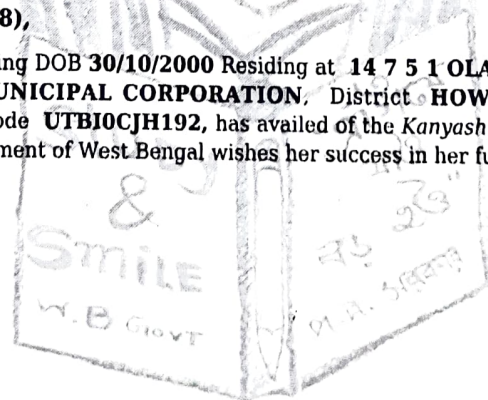 8),
ng DOB 30/10/2000 Residing at 14 7 5 1 OLA
UNICIPAL CORPORATION, District HOW
ode UTBI0CJH192, has availed of the Kanyash
ment of West Bengal wishes her success in her fu
&
SMiLE
W.B GOVT